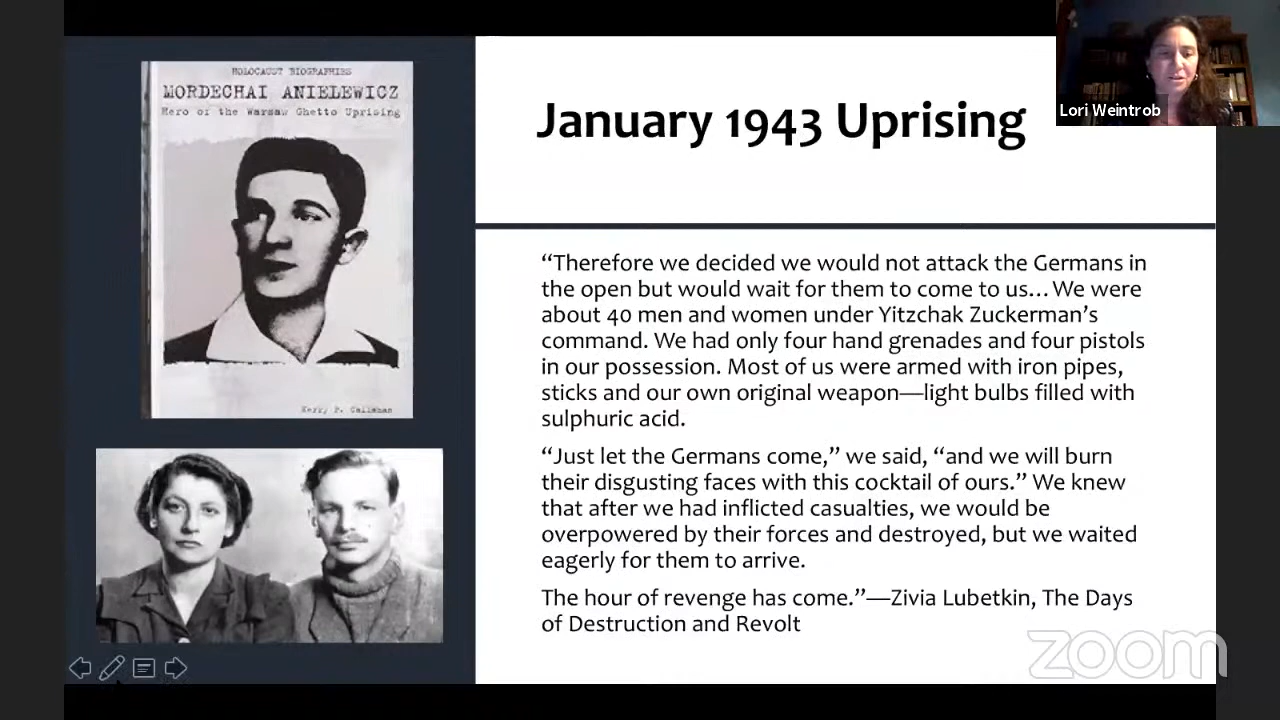 HOLOCAUST BIOGRAPHIES
MORDECHAI ANIELEWICZ
Hero of the Warsaw Ghetto Uprising
Kerry P. Callahan
January 1943 Uprising
Lori Weintrob
“Therefore we decided we would not attack the Germans in
the open but would wait for them to come to us… We were
about 40 men and women under Yitzchak Zuckerman’s
command. We had only four hand grenades and four pistols
in our possession. Most of us were armed with iron pipes,
sticks and our own original weapon—light bulbs filled with
sulphuric acid.
“Just let the Germans come,” we said, “and we will burn
their disgusting faces with this cocktail of ours.” We knew
that after we had inflicted casualties, we would be
overpowered by their forces and destroyed, but we waited
eagerly for them to arrive.
The hour of revenge has come.”—Zivia Lubetkin, The Days
of Destruction and Revolt
zoom